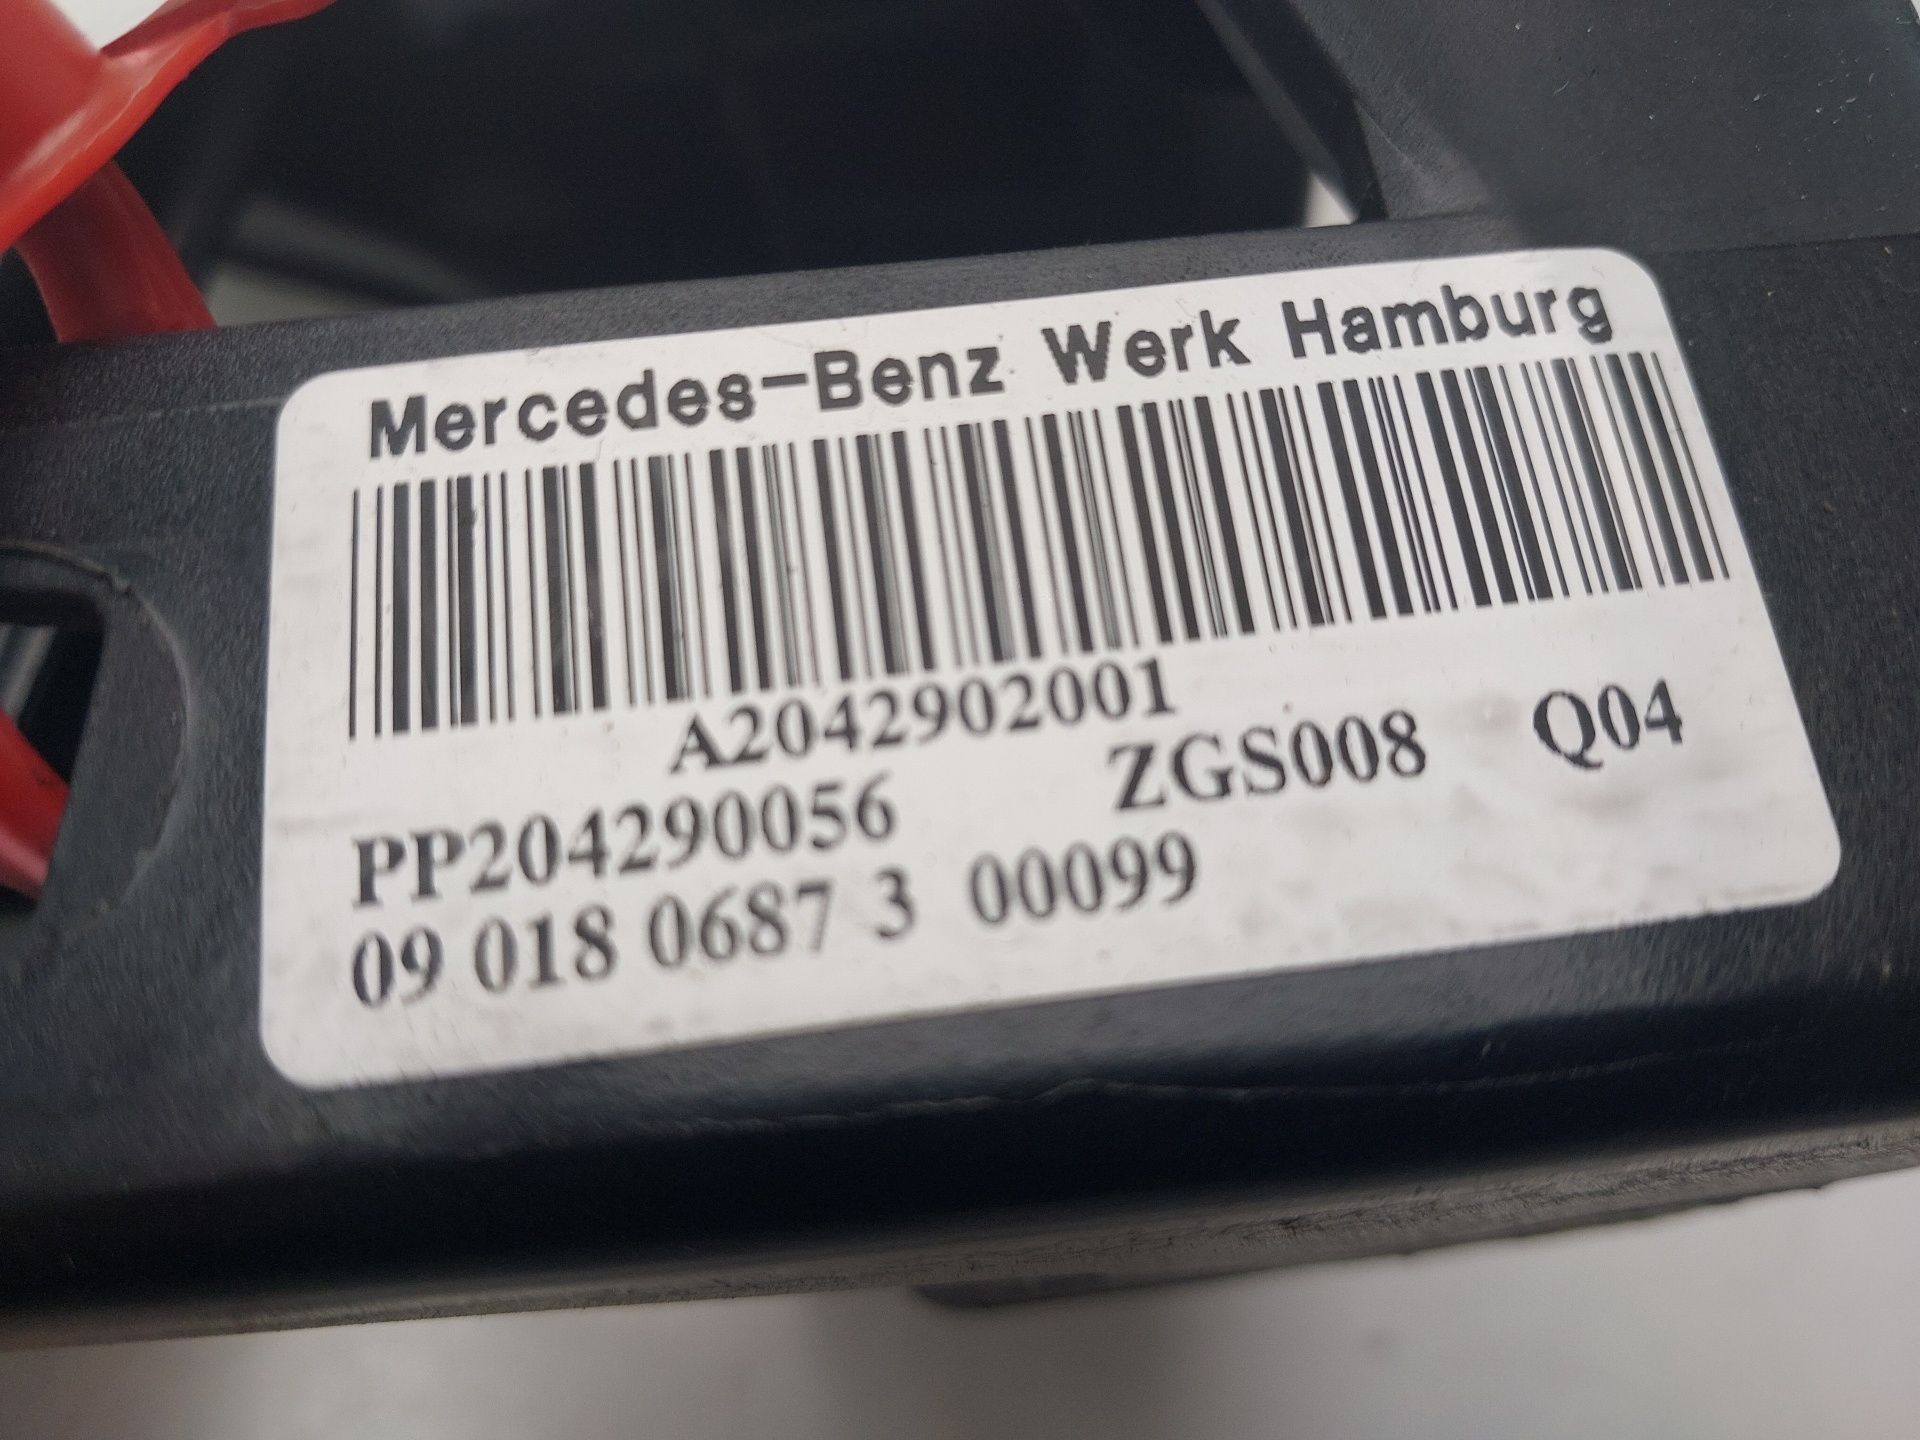 Mercedes-Benz Werk Hamburg
A2042902001
PP204290056 ZGS008 Q04
09 018 0687 3 00099